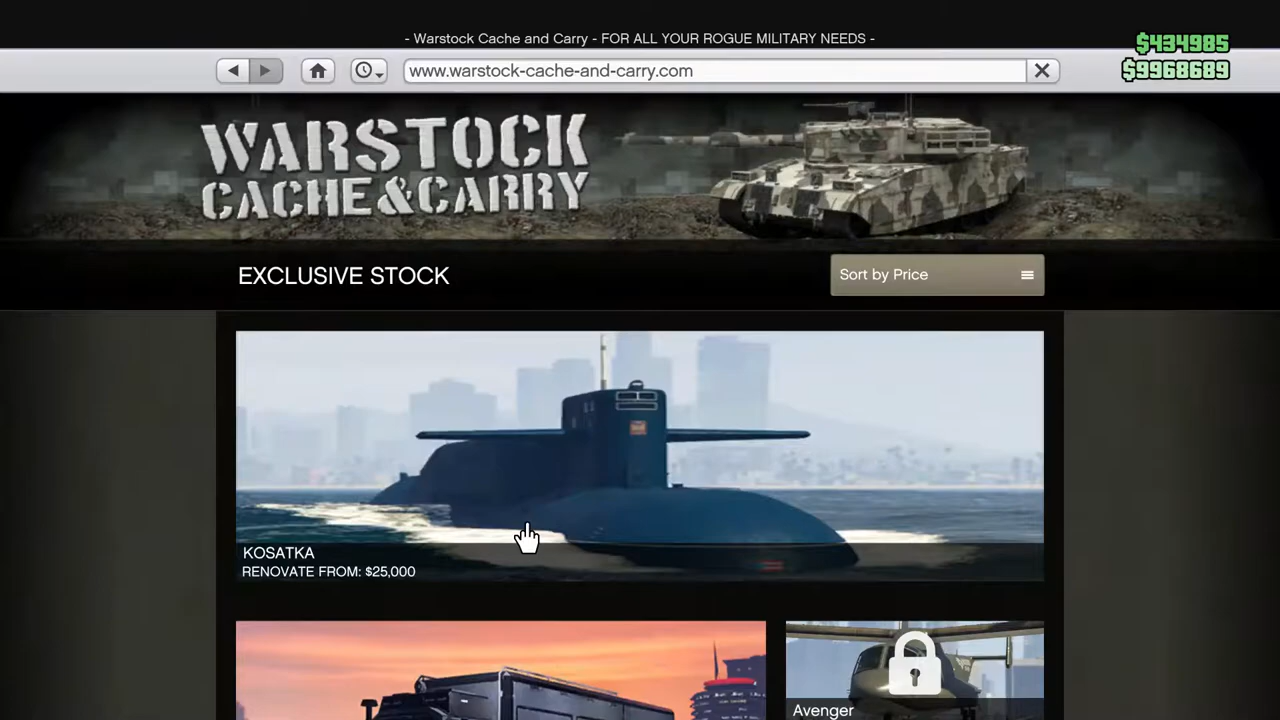 - Warstock Cache and Carry - FOR ALL YOUR ROGUE MILITARY NEEDS -
$434985
www.warstock-cache-and-carry.com
$9968689
WARSTOCK
CACHE&CARRY
EXCLUSIVE STOCK
Sort by Price
KOSATKA
RENOVATE FROM: $25,000
Avenger